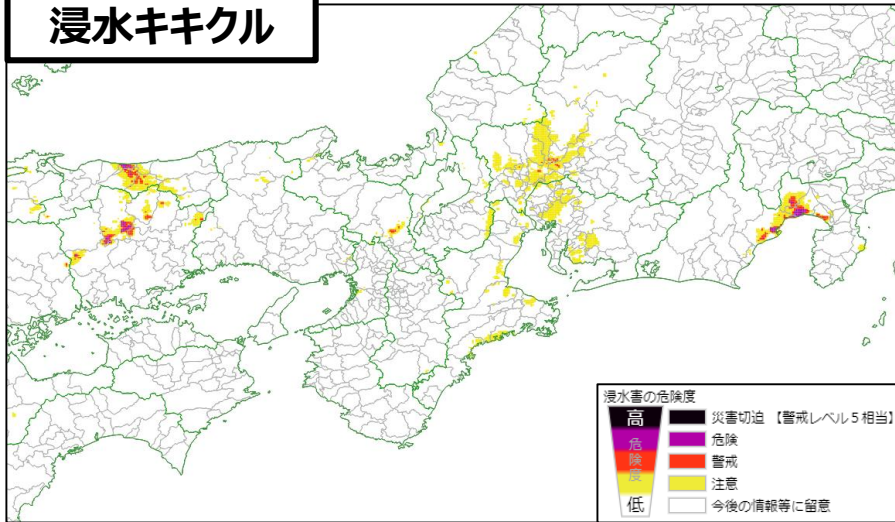 浸水キキクル
浸水害の危険度
高
危険度
低
災害切迫 【警戒レベル5相当】
危険
警戒
注意
今後の情報等に留意